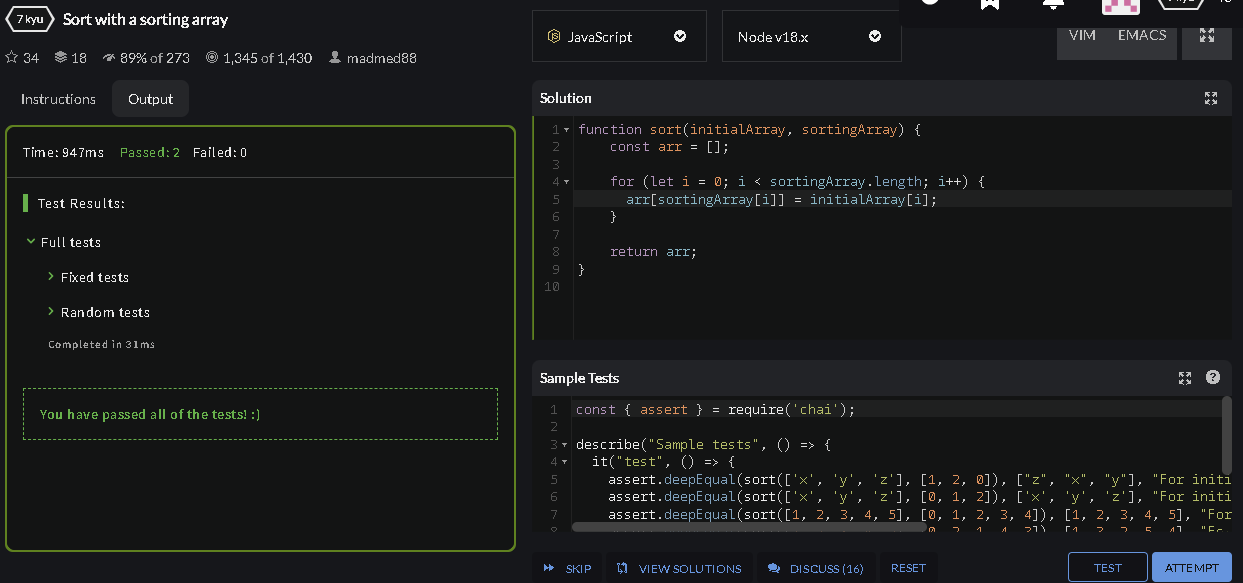 7 kyu Sort with a sorting array
34 18 89% of 273 1,345 of 1,430 madmed88
Instructions Output
Time: 947ms Passed: 2 Failed: 0
Test Results:
Full tests
Fixed tests
Random tests
Completed in 31ms
You have passed all of the tests! :)
JavaScript Node v18.x VIM EMACS
Solution
1 function sort(initialArray, sortingArray) {
2 const arr = [];
3
4 for (let i = 0; i < sortingArray.length; i++) {
5 arr[sortingArray[i]] = initialArray[i];
6 }
7
8 return arr;
9 }
10
Sample Tests
1 const { assert } = require('chai');
2
3 describe("Sample tests", () => {
4 it("test", () => {
5 assert.deepEqual(sort(['x', 'y', 'z'], [1, 2, 0]), ["z", "x", "y"], "For initi
6 assert.deepEqual(sort(['x', 'y', 'z'], [0, 1, 2]), ['x', 'y', 'z'], "For initi
7 assert.deepEqual(sort([1, 2, 3, 4, 5], [0, 1, 2, 3, 4]), [1, 2, 3, 4, 5], "For
SKIP VIEW SOLUTIONS DISCUSS (16) RESET TEST ATTEMPT